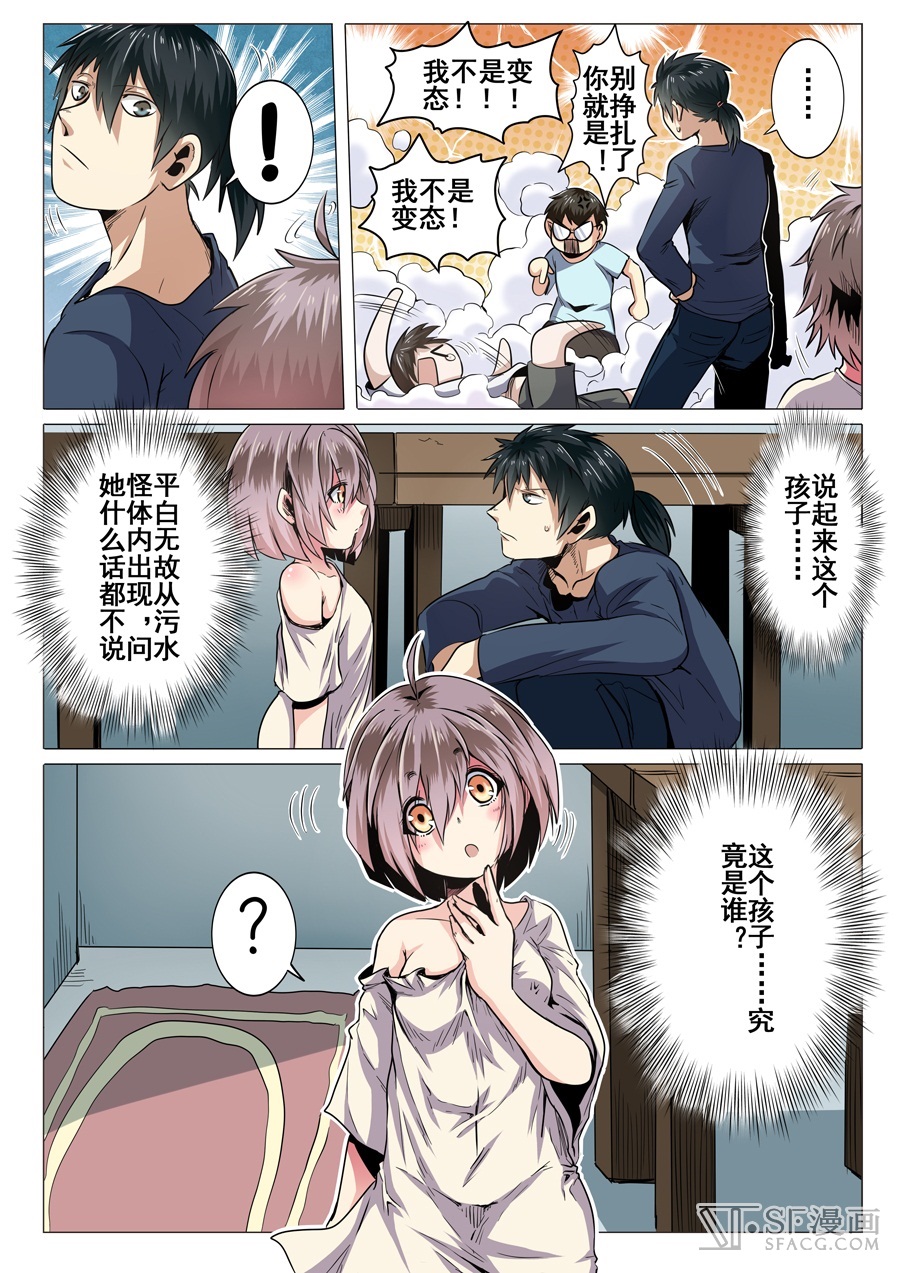 ！
我不是变
态！！！
别挣扎了
你就是！
……
我不是
变态！
说起来这个
孩子……
平白无故从污水
怪体内出现，问
她什么话都不说
？
这个孩子……究
竟是谁？
SF漫画
SFACG.COM